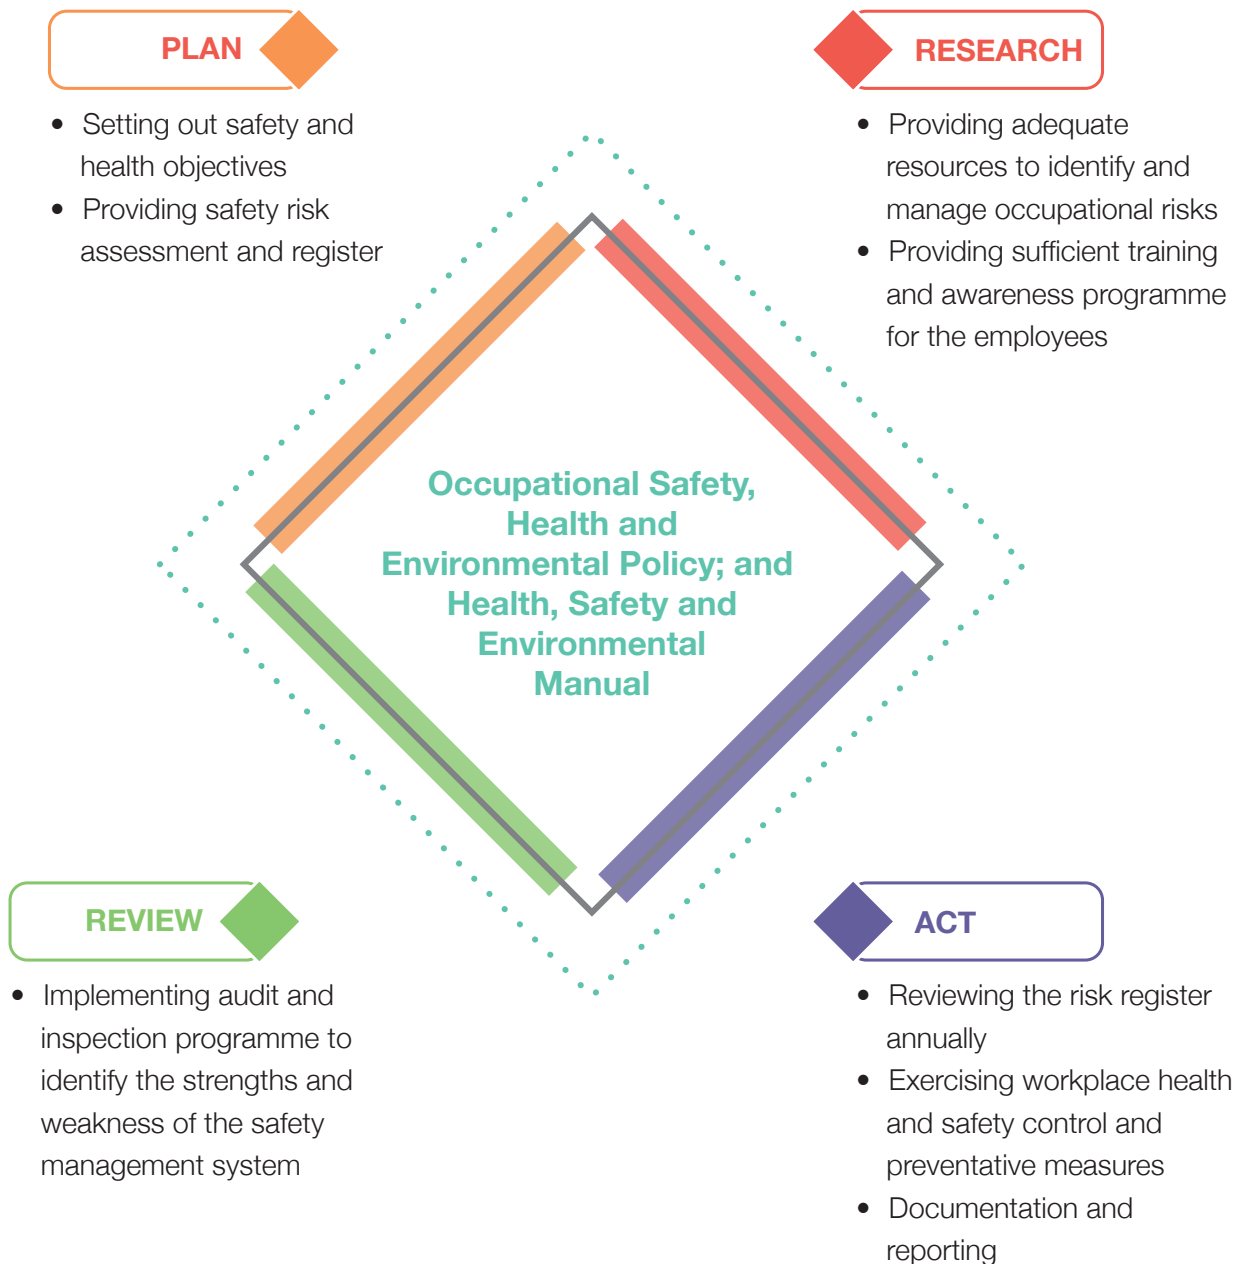 PLAN
• Setting out safety and
health objectives
• Providing safety risk
assessment and register
RESEARCH
• Providing adequate
resources to identify and
manage occupational risks
• Providing sufficient training
and awareness programme
for the employees
Occupational Safety,
Health and
Environmental Policy; and
Health, Safety and
Environmental
Manual
REVIEW
• Implementing audit and
inspection programme to
identify the strengths and
weakness of the safety
management system
ACT
• Reviewing the risk register
annually
• Exercising workplace health
and safety control and
preventative measures
• Documentation and
reporting